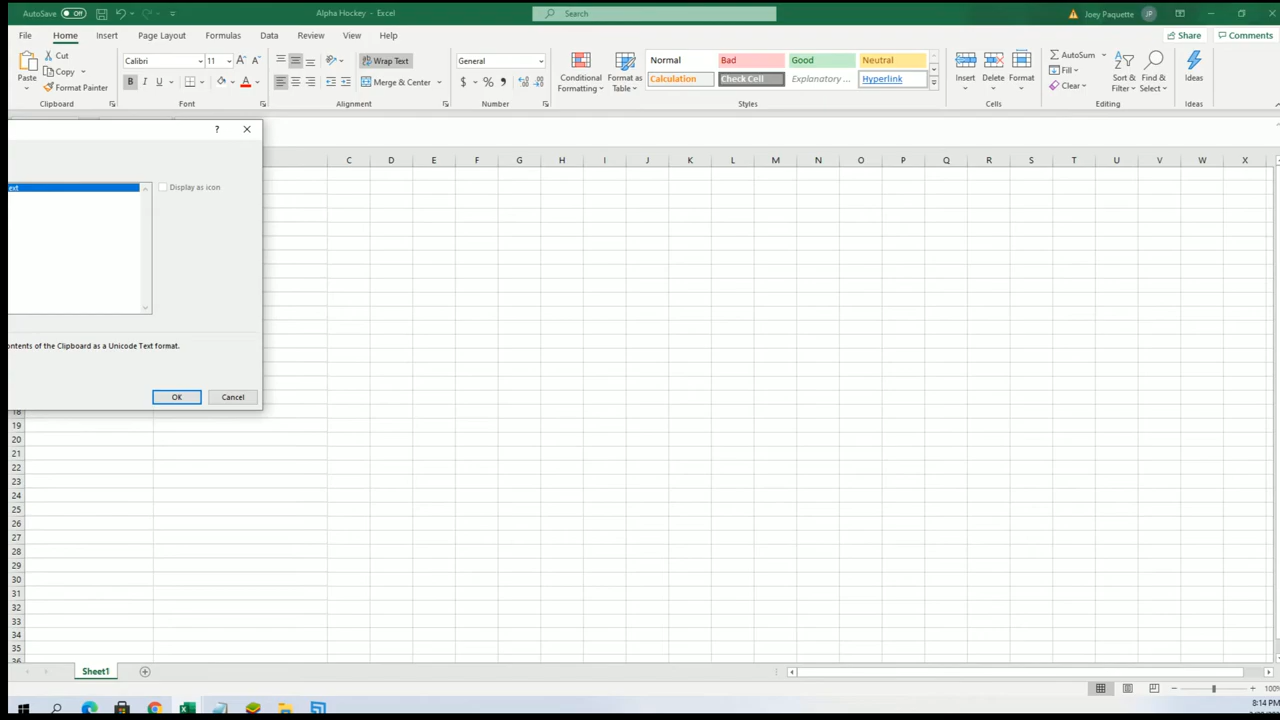 AutoSave Off Alpha Hockey - Excel Search Joey Paquette JP
File Home Insert Page Layout Formulas Data Review View Help Share Comments
Paste Cut Copy Format Painter Clipboard
Calibri 11 A A B I U A Font
Wrap Text Merge & Center Alignment
General $ % , Number
Conditional Formatting Format as Table
Normal Bad Good Neutral
Calculation Check Cell Explanatory ... Hyperlink
Styles
Insert Delete Format Cells
AutoSum Fill Clear Sort & Filter Find & Select Editing
Ideas Ideas
? ×
C D E F G H I J K L M N O P Q R S T U V W X
ext Display as icon
ontents of the Clipboard as a Unicode Text format.
OK Cancel
18
19
20
21
22
23
24
25
26
27
28
29
30
31
32
33
34
35
36
Sheet1
100%
8:14 PM